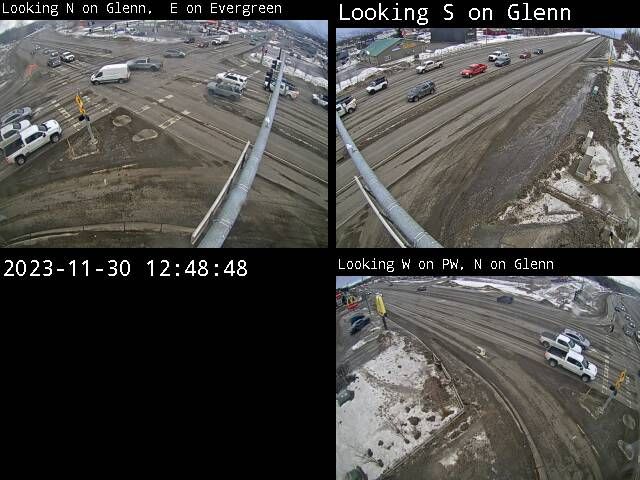 Looking N on Glenn,  E on Evergreen
Looking S on Glenn
2023-11-30 12:48:48
Looking W on PW, N on Glenn